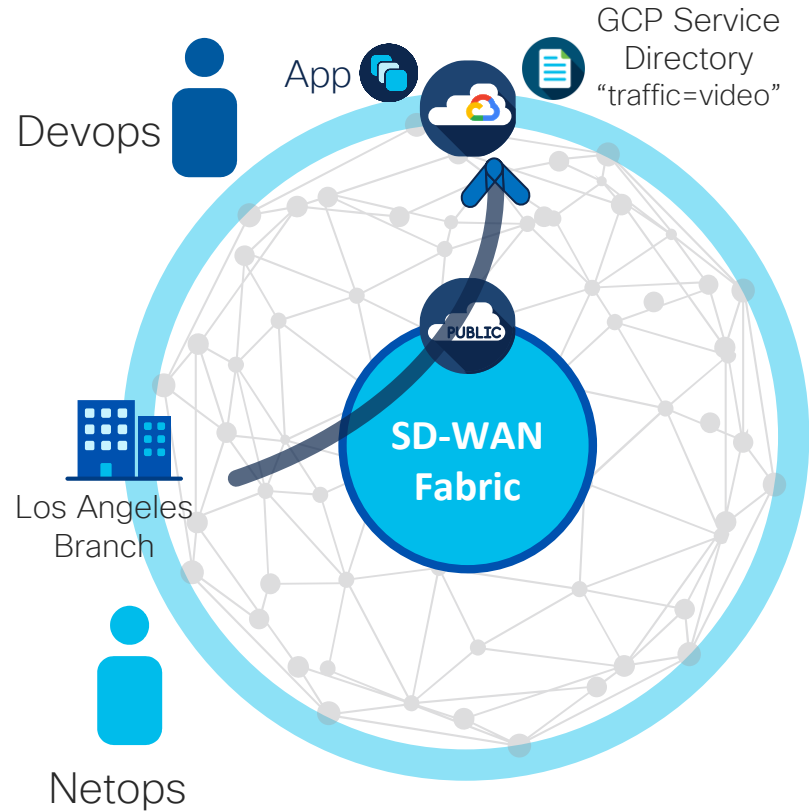 GCP Service
Directory
“traffic=video”
App
Devops
PUBLIC
SD-WAN
Fabric
Los Angeles
Branch
Netops